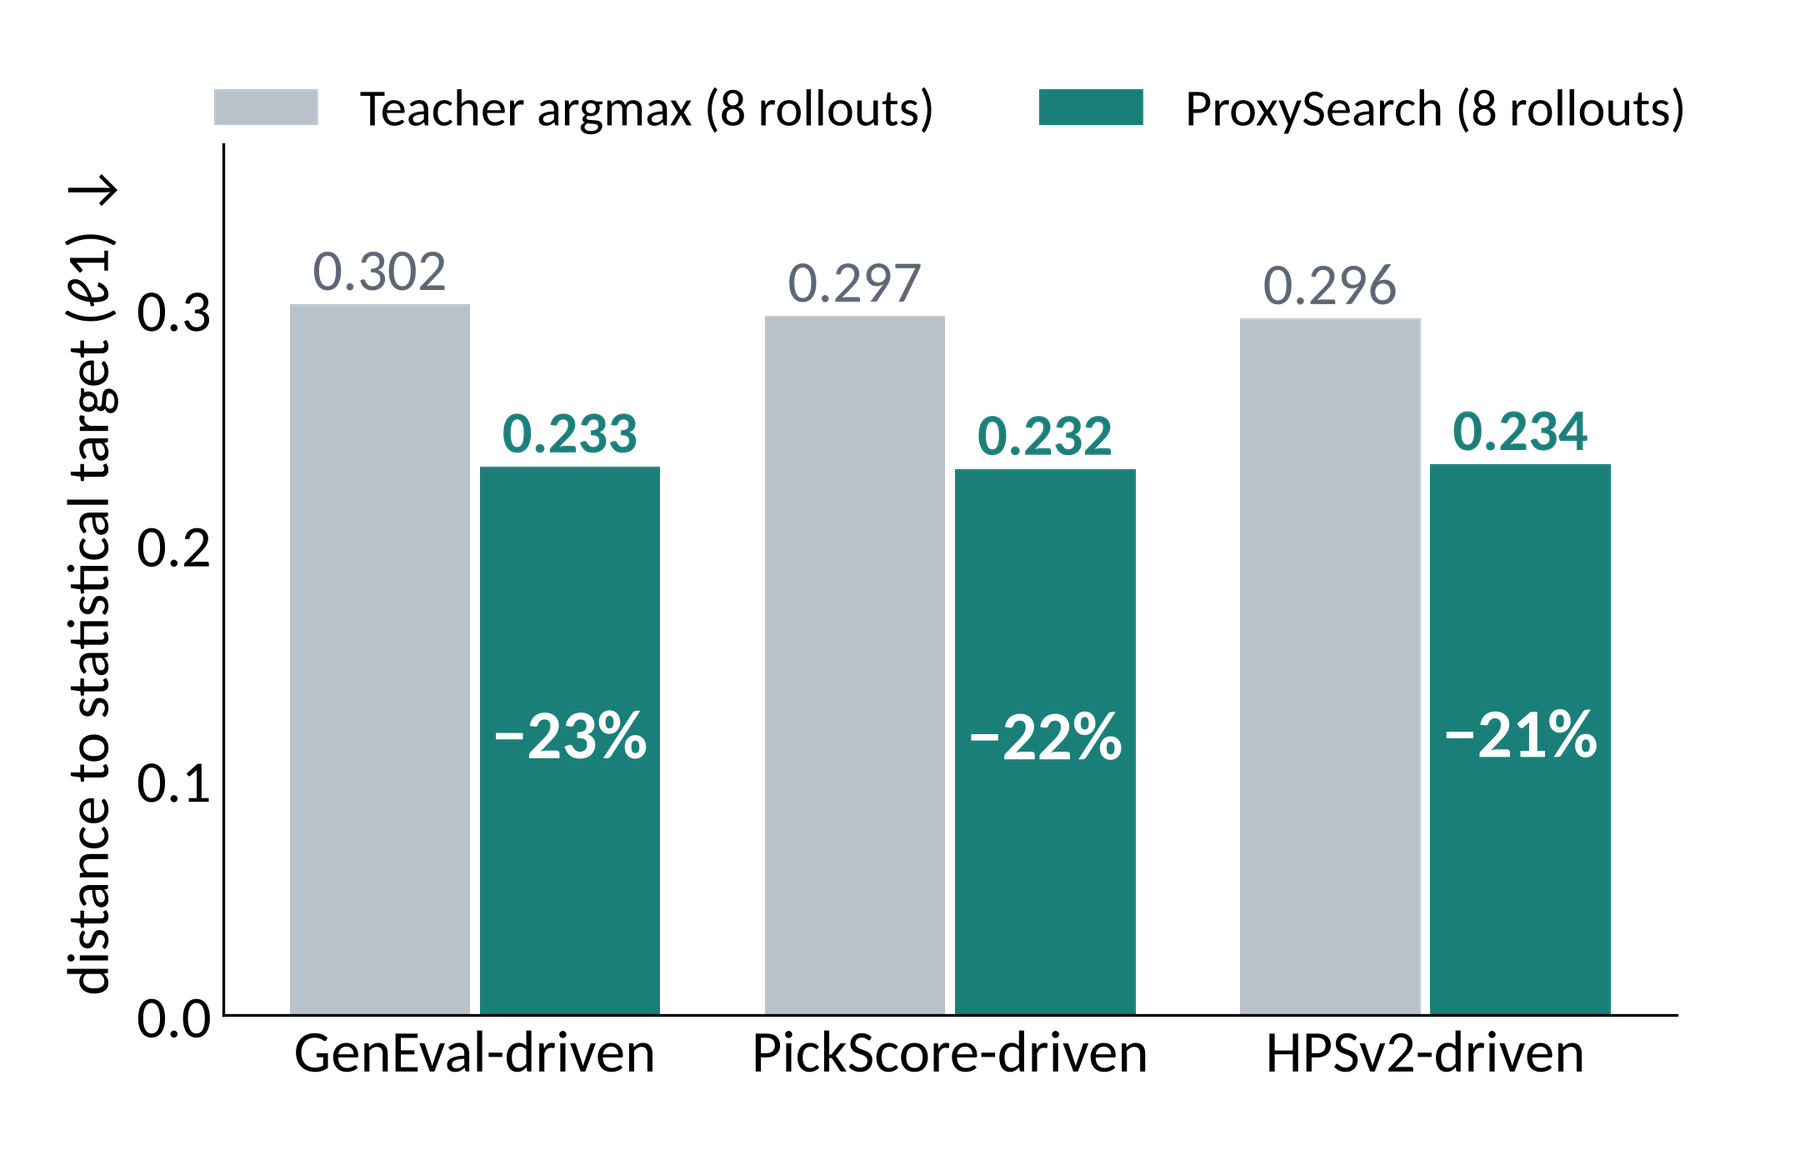 Teacher argmax (8 rollouts)
ProxySearch (8 rollouts)
distance to statistical target (ℓ1) ↓
0.3
0.2
0.1
0.0
0.302
0.233
−23%
0.297
0.232
−22%
0.296
0.234
−21%
GenEval-driven
PickScore-driven
HPSv2-driven